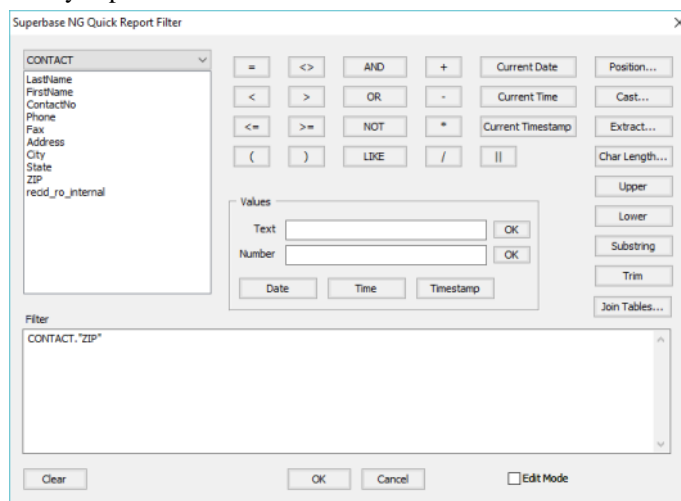 Superbase NG Quick Report Filter
CONTACT
LastName
FirstName
ContactNo
Phone
Fax
Address
City
State
ZIP
recid_ro_internal
= <> AND + Current Date Position...
< > OR - Current Time Cast...
<= >= NOT * Current Timestamp Extract...
( ) LIKE / || Char Length...
Upper
Lower
Substring
Trim
Join Tables...
Values
Text OK
Number OK
Date Time Timestamp
Filter
CONTACT."ZIP"
Clear OK Cancel Edit Mode